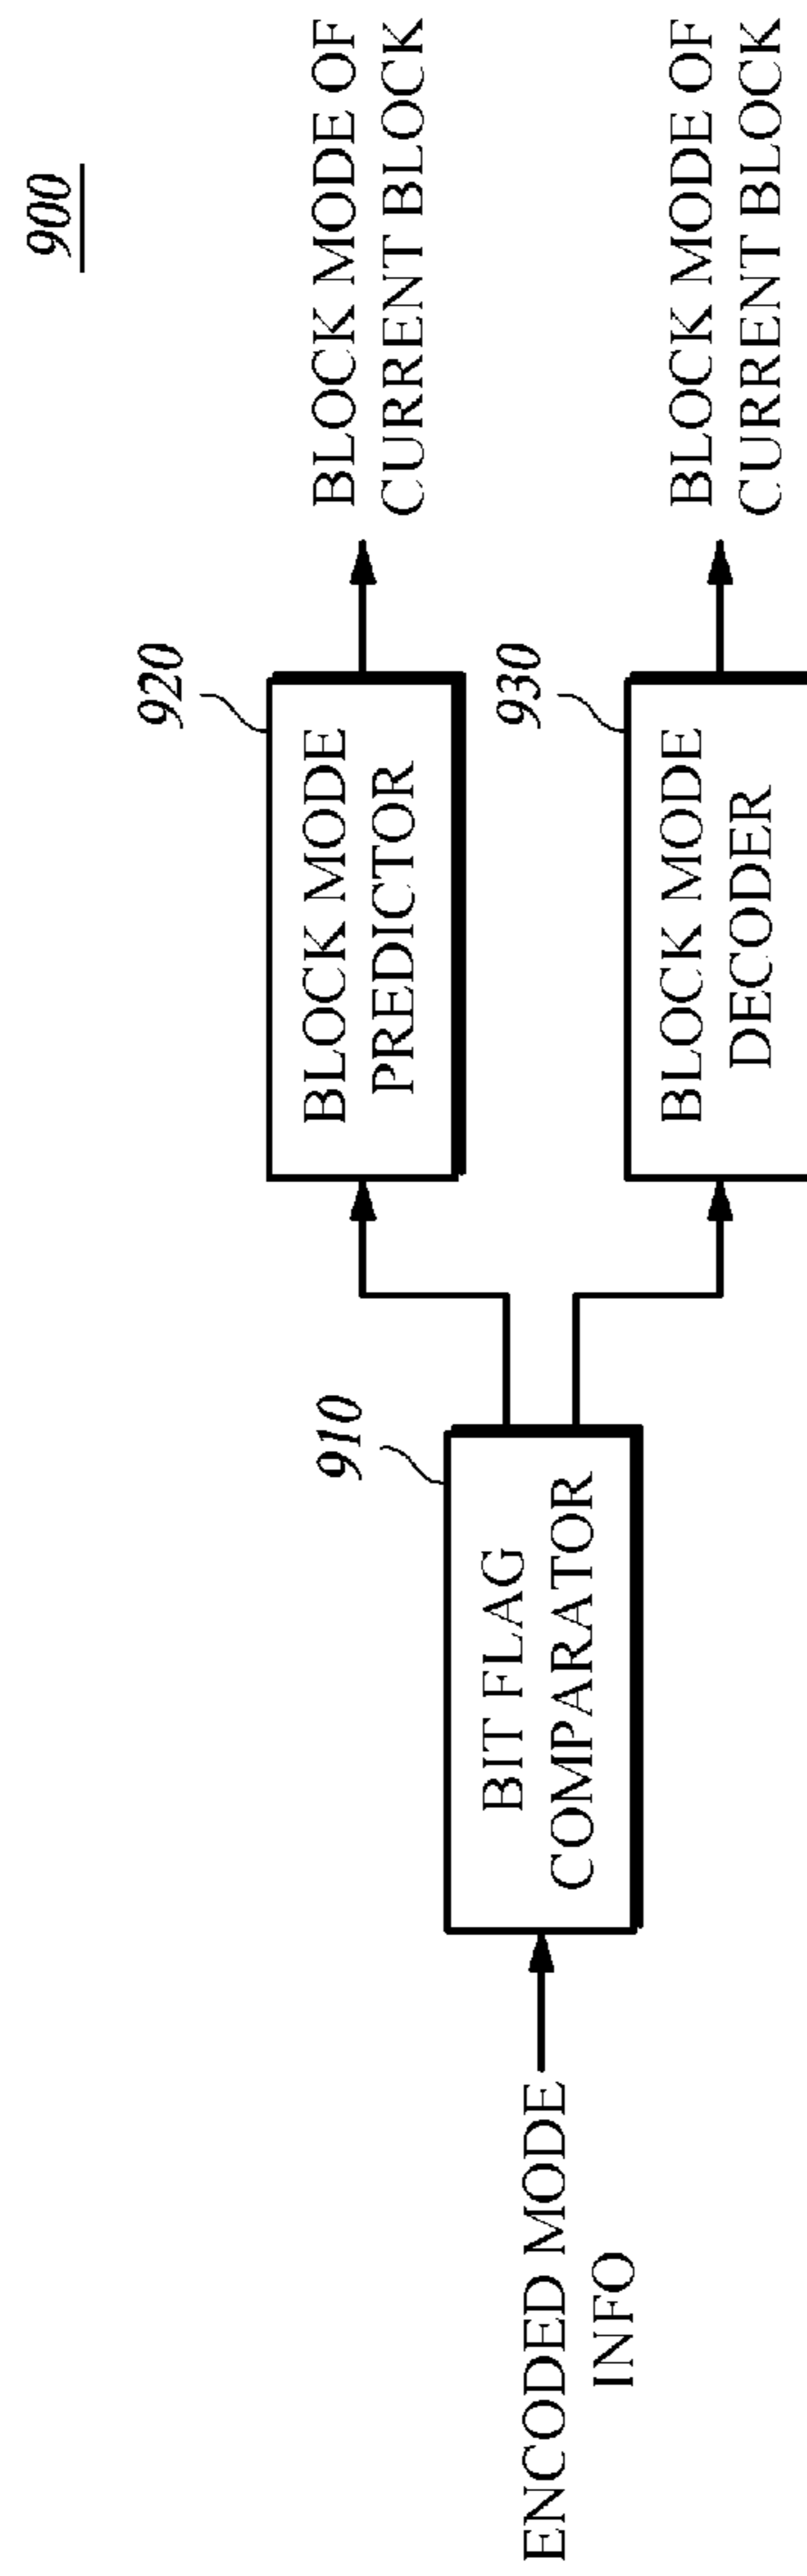 900
ENCODED MODE
INFO
910
BIT FLAG
COMPARATOR
920
BLOCK MODE
PREDICTOR
BLOCK MODE OF
CURRENT BLOCK
930
BLOCK MODE
DECODER
BLOCK MODE OF
CURRENT BLOCK